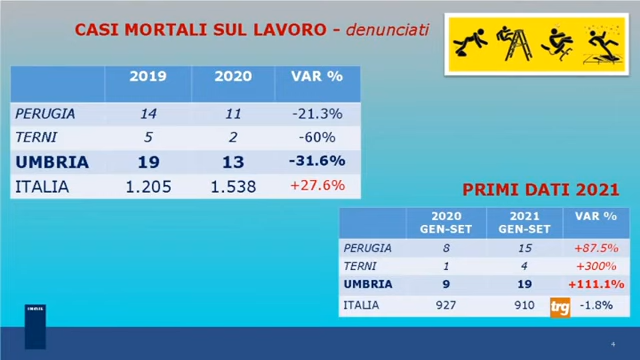 CASI MORTALI SUL LAVORO - denunciati
2019 2020 VAR %
PERUGIA 14 11 -21.3%
TERNI 5 2 -60%
UMBRIA 19 13 -31.6%
ITALIA 1.205 1.538 +27.6%
PRIMI DATI 2021
2020 GEN-SET 2021 GEN-SET VAR %
PERUGIA 8 15 +87.5%
TERNI 1 4 +300%
UMBRIA 9 19 +111.1%
ITALIA 927 910 -1.8%
trg
4